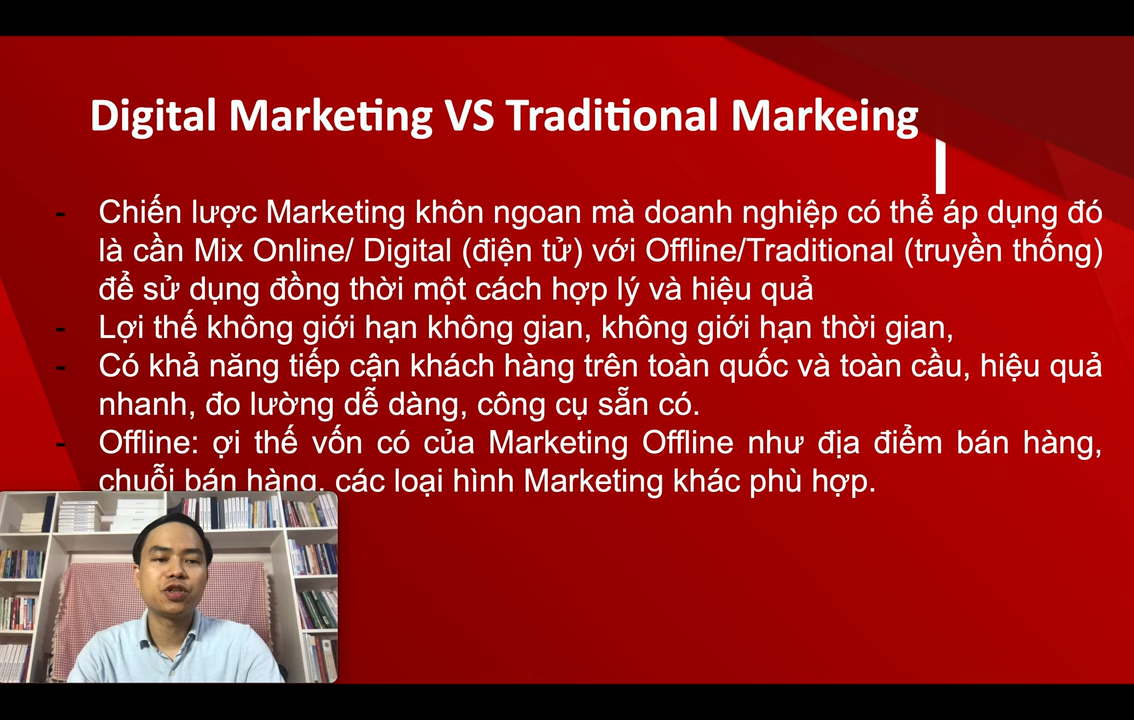 Digital Marketing VS Traditional Markeing
- Chiến lược Marketing khôn ngoan mà doanh nghiệp có thể áp dụng đó
là cần Mix Online/ Digital (điện tử) với Offline/Traditional (truyền thống)
để sử dụng đồng thời một cách hợp lý và hiệu quả
- Lợi thế không giới hạn không gian, không giới hạn thời gian,
- Có khả năng tiếp cận khách hàng trên toàn quốc và toàn cầu, hiệu quả
nhanh, đo lường dễ dàng, công cụ sẵn có.
- Offline: ợi thế vốn có của Marketing Offline như địa điểm bán hàng,
chuỗi bán hàng, các loại hình Marketing khác phù hợp.